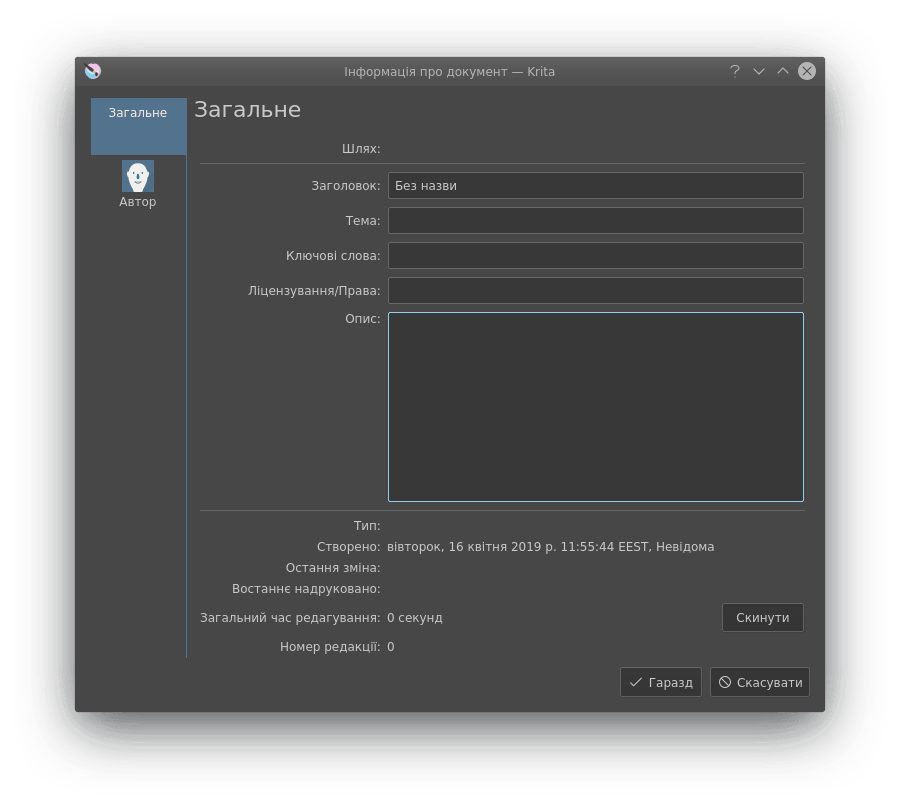 Інформація про документ — Krita
Загальне
Автор
Загальне
Шлях:
Заголовок: Без назви
Тема:
Ключові слова:
Ліцензування/Права:
Опис:
Тип:
Створено: вівторок, 16 квітня 2019 р. 11:55:44 EEST, Невідома
Остання зміна:
Востаннє надруковано:
Загальний час редагування: 0 секунд Скинути
Номер редакції: 0
Гаразд Скасувати